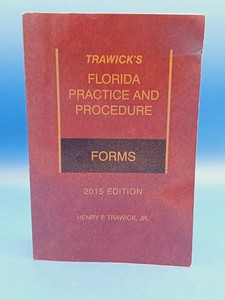 TRAWICK'S
FLORIDA
PRACTICE AND
PROCEDURE
FORMS
2015 EDITION
HENRY P. TRAWICK, JR.